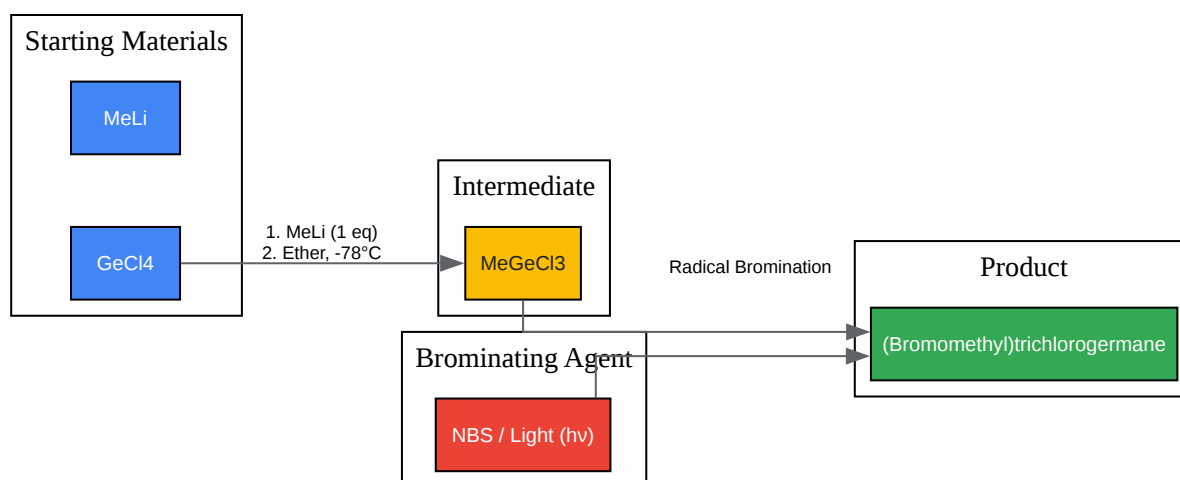 Starting Materials
MeLi
GeCl4
1. MeLi (1 eq)
2. Ether, -78°C
Intermediate
MeGeCl3
Brominating Agent
NBS / Light (hν)
Radical Bromination
Product
(Bromomethyl)trichlorogermane